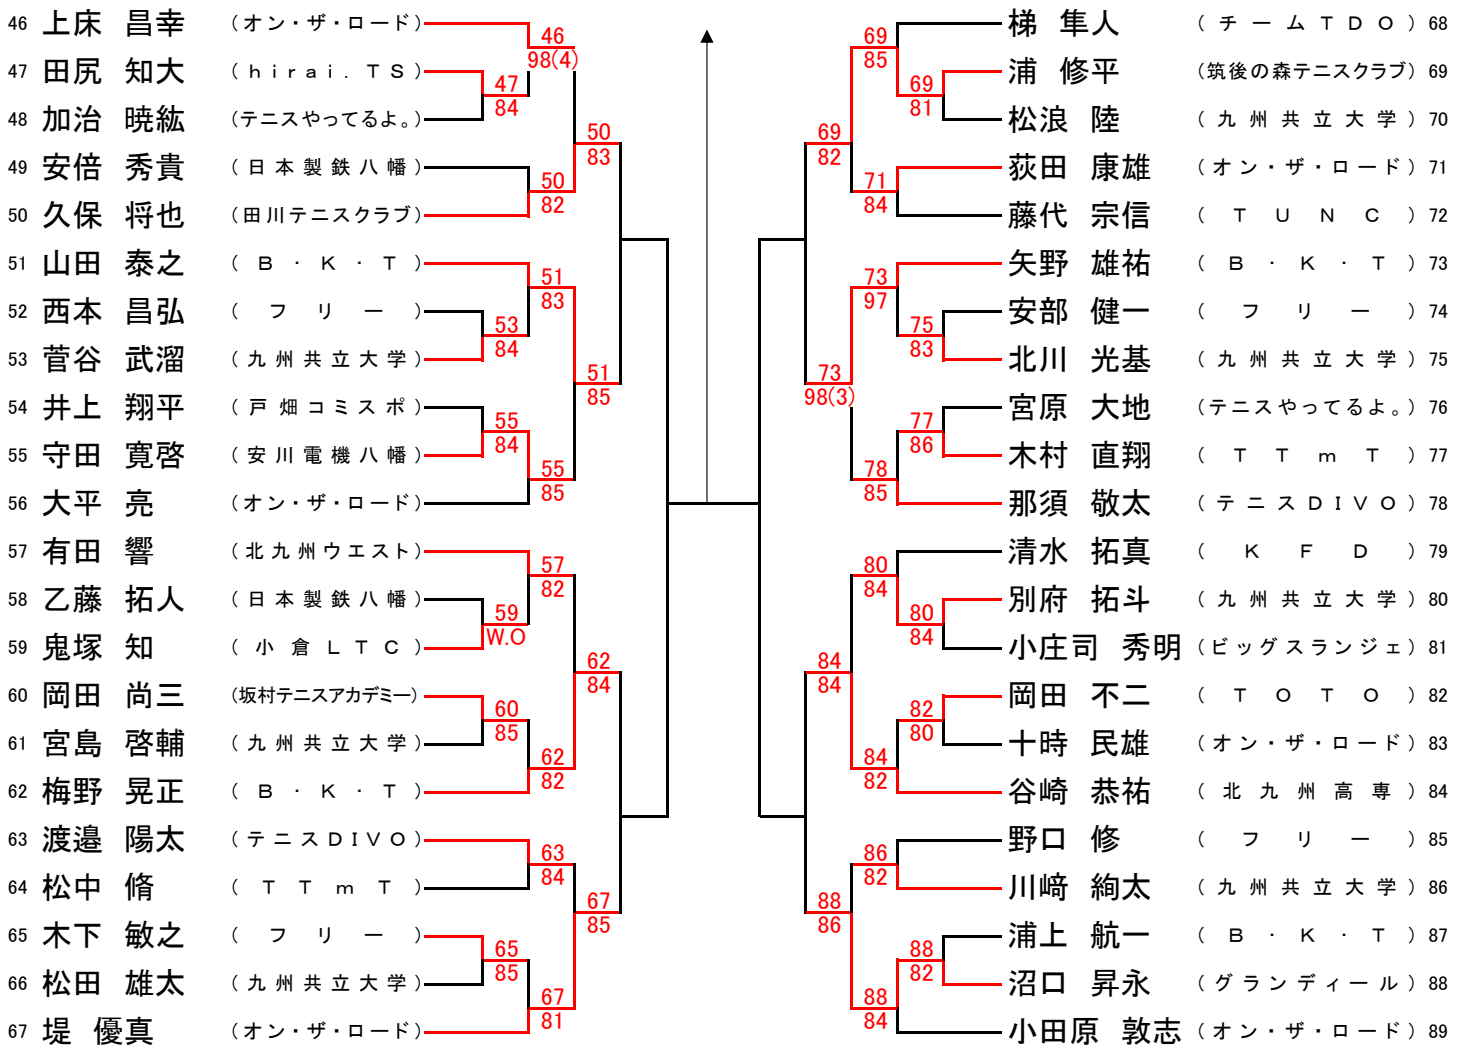 46 上床 昌幸 (オン・ザ・ロード)
47 田尻 知大 (ｈｉｒａｉ．ＴＳ)
48 加治 暁紘 (テニスやってるよ。)
49 安倍 秀貴 (日本製鉄八幡)
50 久保 将也 (田川テニスクラブ)
51 山田 泰之 (Ｂ・Ｋ・Ｔ)
52 西本 昌弘 (フリー)
53 菅谷 武溜 (九州共立大学)
54 井上 翔平 (戸畑コミスポ)
55 守田 寛啓 (安川電機八幡)
56 大平 亮 (オン・ザ・ロード)
57 有田 響 (北九州ウエスト)
58 乙藤 拓人 (日本製鉄八幡)
59 鬼塚 知 (小倉ＬＴＣ)
60 岡田 尚三 (坂村テニスアカデミー)
61 宮島 啓輔 (九州共立大学)
62 梅野 晃正 (Ｂ・Ｋ・Ｔ)
63 渡邉 陽太 (テニスＤＩＶＯ)
64 松中 脩 (ＴＴｍＴ)
65 木下 敏之 (フリー)
66 松田 雄太 (九州共立大学)
67 堤 優真 (オン・ザ・ロード)
47
84
53
84
55
84
59
W.O
60
85
65
85
46
98(4)
50
82
51
83
55
85
57
82
62
82
63
84
67
81
50
83
51
85
62
84
67
85
69
82
73
98(3)
84
84
88
86
69
85
71
84
73
97
78
85
80
84
84
82
86
82
88
84
69
81
75
83
77
86
80
84
82
80
88
82
梯 隼人 (チームＴＤＯ) 68
浦 修平 (筑後の森テニスクラブ) 69
松浪 陸 (九州共立大学) 70
荻田 康雄 (オン・ザ・ロード) 71
藤代 宗信 (ＴＵＮＣ) 72
矢野 雄祐 (Ｂ・Ｋ・Ｔ) 73
安部 健一 (フリー) 74
北川 光基 (九州共立大学) 75
宮原 大地 (テニスやってるよ。) 76
木村 直翔 (ＴＴｍＴ) 77
那須 敬太 (テニスＤＩＶＯ) 78
清水 拓真 (ＫＦＤ) 79
別府 拓斗 (九州共立大学) 80
小庄司 秀明 (ビッグスランジェ) 81
岡田 不二 (ＴＯＴＯ) 82
十時 民雄 (オン・ザ・ロード) 83
谷崎 恭祐 (北九州高専) 84
野口 修 (フリー) 85
川﨑 絢太 (九州共立大学) 86
浦上 航一 (Ｂ・Ｋ・Ｔ) 87
沼口 昇永 (グランディール) 88
小田原 敦志 (オン・ザ・ロード) 89